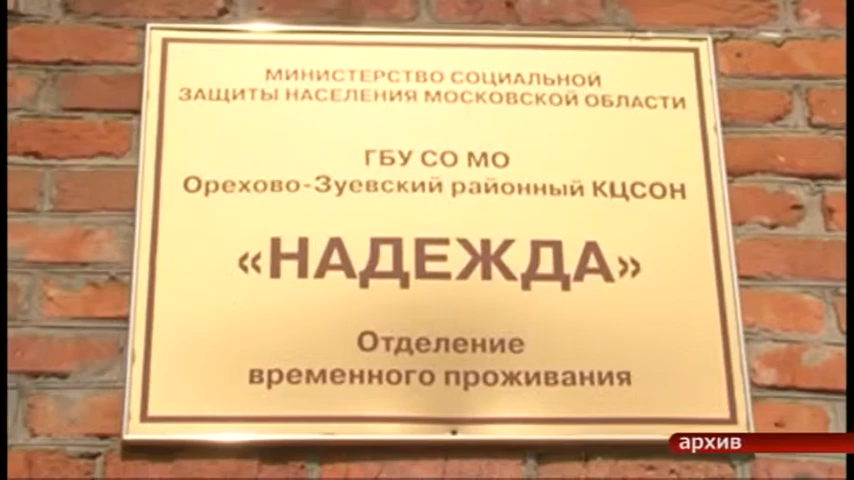 МИНИСТЕРСТВО СОЦИАЛЬНОЙ
ЗАЩИТЫ НАСЕЛЕНИЯ МОСКОВСКОЙ ОБЛАСТИ
ГБУ СО МО
Орехово-Зуевский районный КЦСОН
«НАДЕЖДА»
Отделение
временного проживания
архив